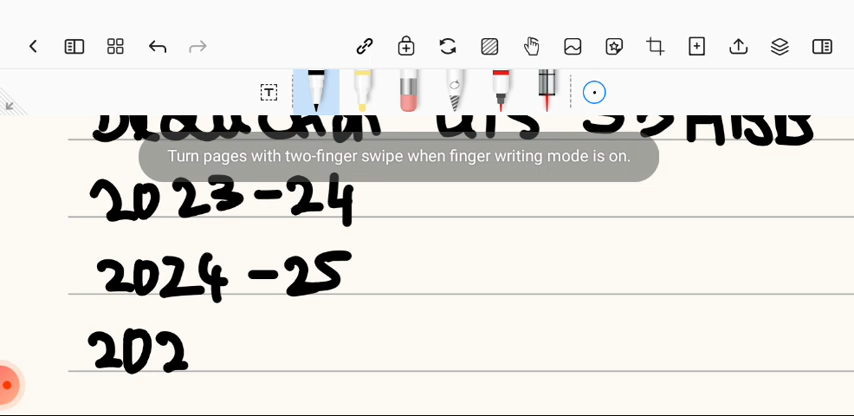 Turn pages with two-finger swipe when finger writing mode is on.
2023-24
2024-25
202